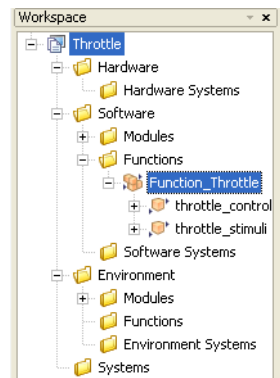 Workspace
Throttle
Hardware
Hardware Systems
Software
Modules
Functions
Function_Throttle
throttle_control
throttle_stimuli
Software Systems
Environment
Modules
Functions
Environment Systems
Systems